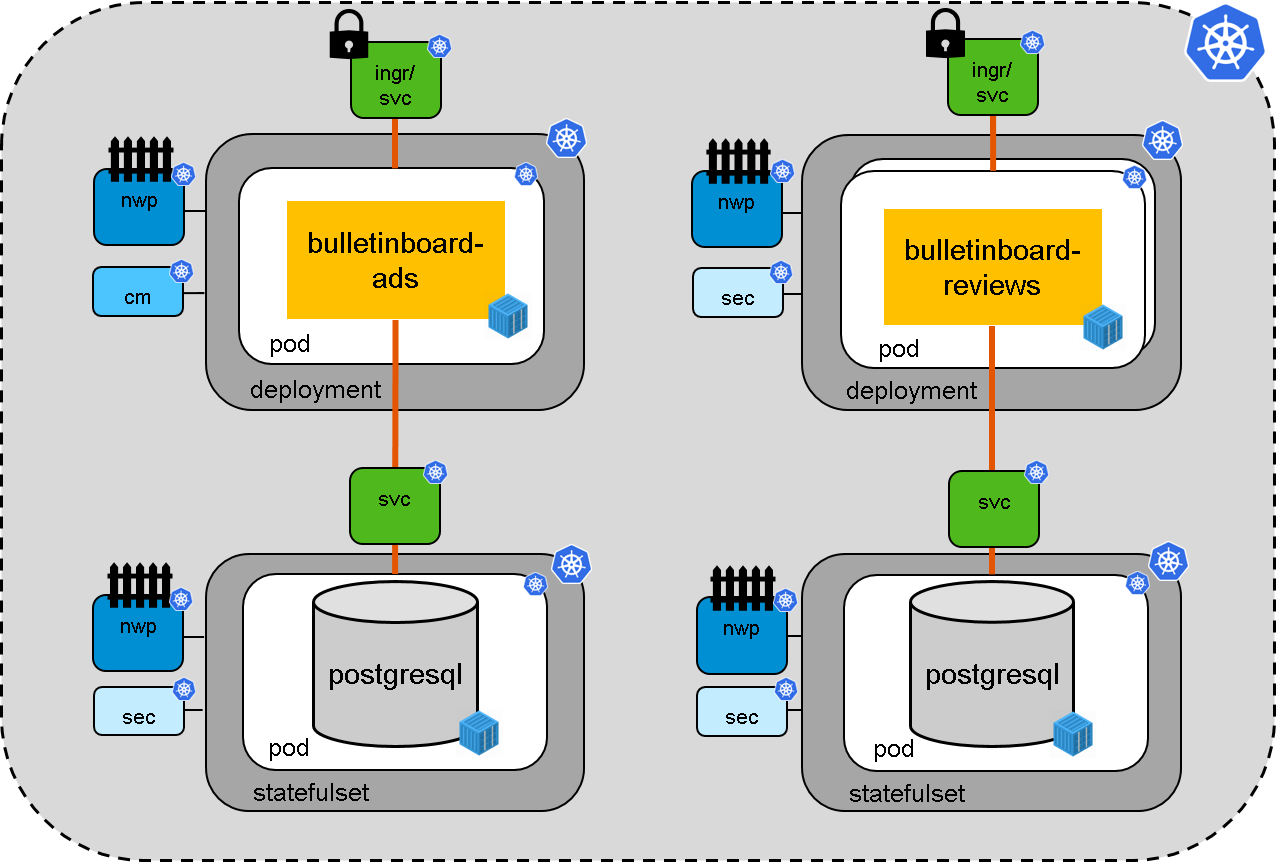 ingr/
svc
nwp
cm
bulletinboard-
ads
pod
deployment
svc
nwp
sec
postgresql
pod
statefulset
ingr/
svc
nwp
sec
bulletinboard-
reviews
pod
deployment
svc
nwp
sec
postgresql
pod
statefulset